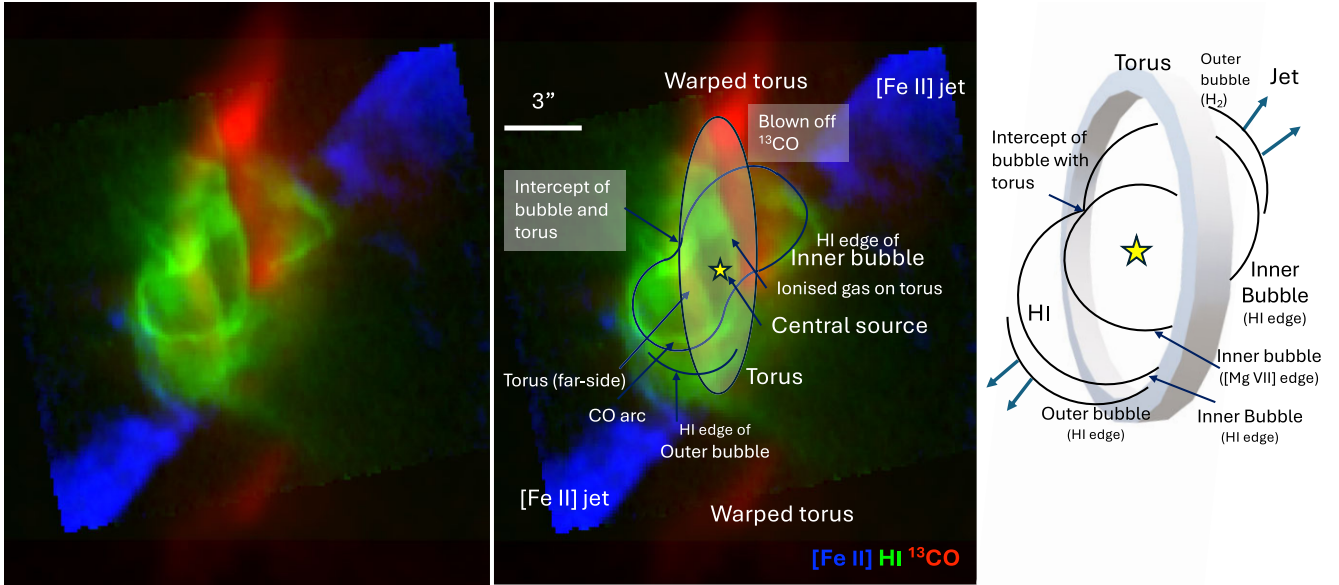 3”
Warped torus
[Fe II] jet
Blown off
¹³CO
Intercept of
bubble and
torus
HI edge of
Inner bubble
Ionised gas on torus
Central source
Torus (far-side)
Torus
CO arc
HI edge of
Outer bubble
[Fe II] jet
Warped torus
[Fe II] HI ¹³CO
Torus
Outer
bubble
(H₂)
Jet
Intercept of
bubble with
torus
HI
Inner
Bubble
(HI edge)
Inner bubble
([Mg VII] edge)
Outer bubble
(HI edge)
Inner Bubble
(HI edge)